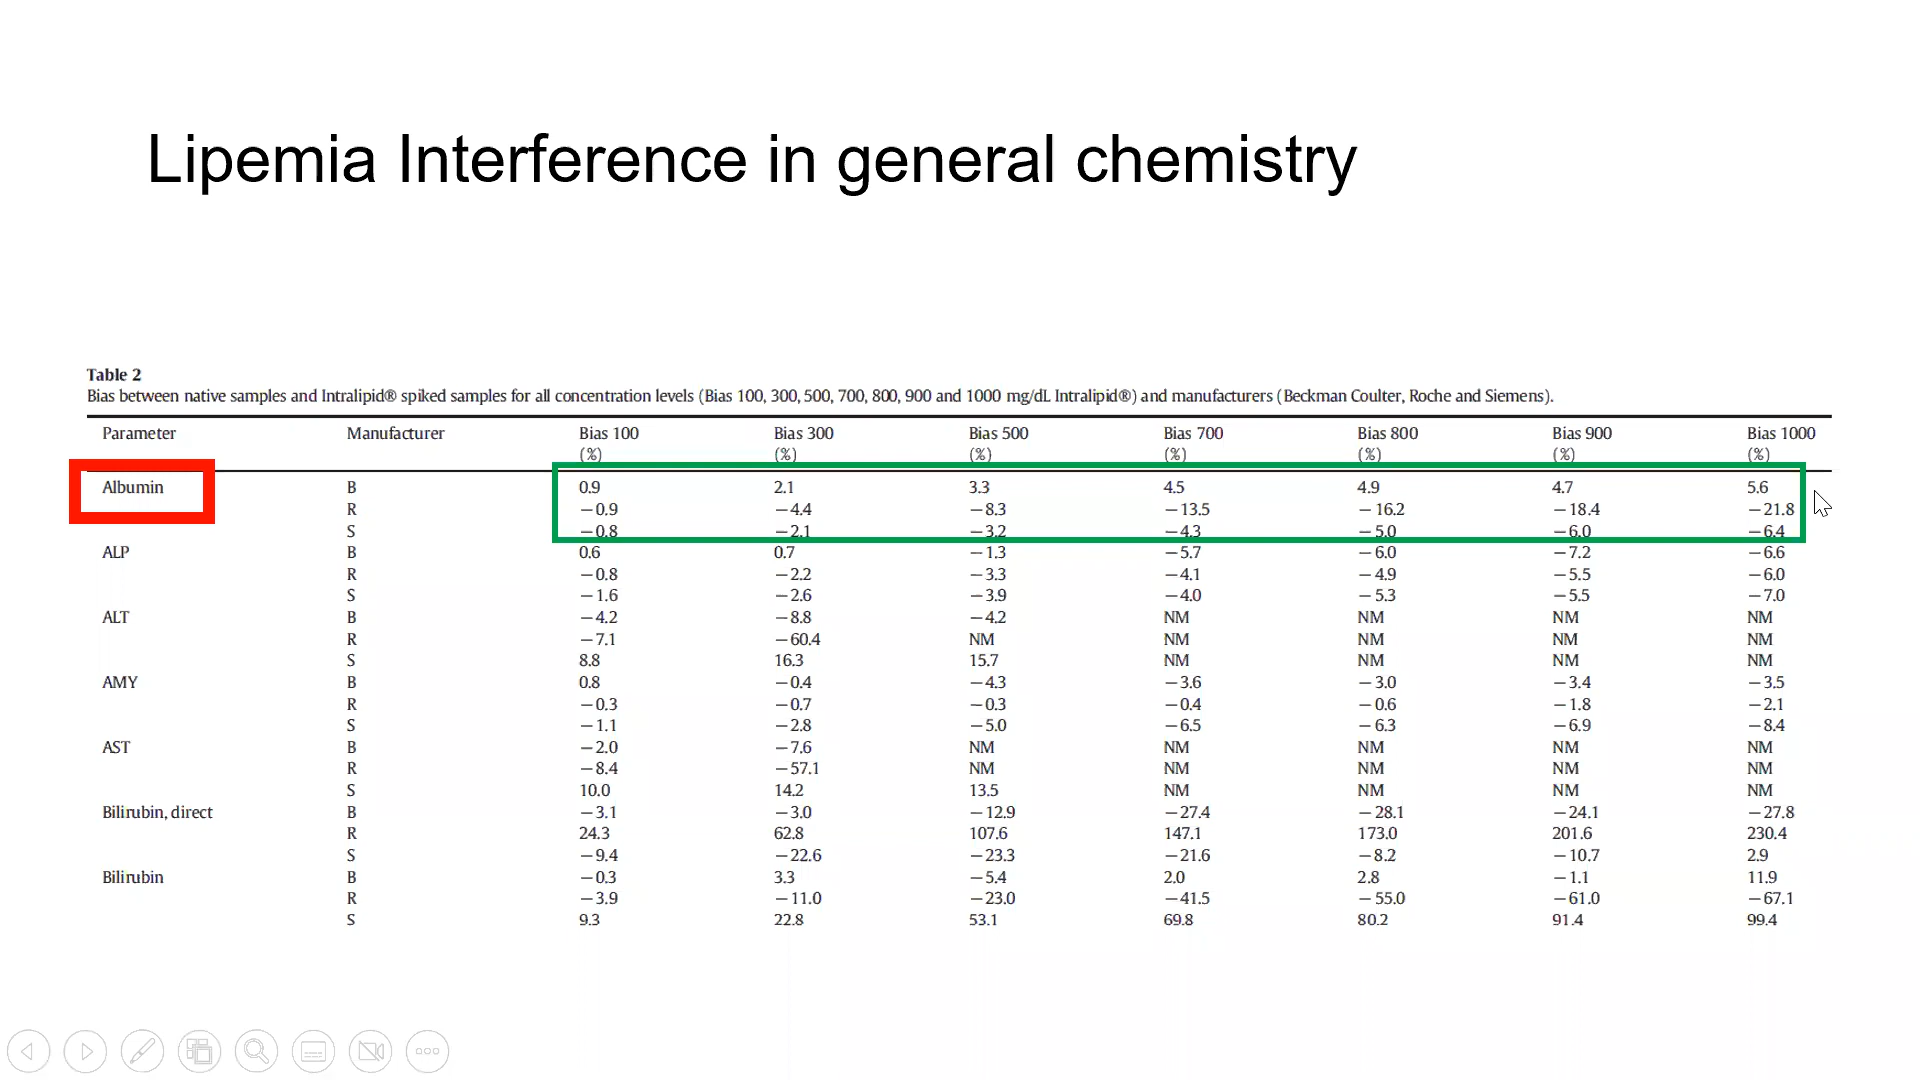 Lipemia Interference in general chemistry
Table 2
Bias between native samples and Intralipid® spiked samples for all concentration levels (Bias 100, 300, 500, 700, 800, 900 and 1000 mg/dL Intralipid®) and manufacturers (Beckman Coulter, Roche and Siemens).
Parameter Manufacturer Bias 100 Bias 300 Bias 500 Bias 700 Bias 800 Bias 900 Bias 1000
(%) (%) (%) (%) (%) (%) (%)
Albumin B 0.9 2.1 3.3 4.5 4.9 4.7 5.6
R −0.9 −4.4 −8.3 −13.5 −16.2 −18.4 −21.8
S −0.8 −2.1 −3.2 −4.3 −5.0 −6.0 −6.4
ALP B 0.6 0.7 −1.3 −5.7 −6.0 −7.2 −6.6
R −0.8 −2.2 −3.3 −4.1 −4.9 −5.5 −6.0
S −1.6 −2.6 −3.9 −4.0 −5.3 −5.5 −7.0
ALT B −4.2 −8.8 −4.2 NM NM NM NM
R −7.1 −60.4 NM NM NM NM NM
S 8.8 16.3 15.7 NM NM NM NM
AMY B 0.8 −0.4 −4.3 −3.6 −3.0 −3.4 −3.5
R −0.3 −0.7 −0.3 −0.4 −0.6 −1.8 −2.1
S −1.1 −2.8 −5.0 −6.5 −6.3 −6.9 −8.4
AST B −2.0 −7.6 NM NM NM NM NM
R −8.4 −57.1 NM NM NM NM NM
S 10.0 14.2 13.5 NM NM NM NM
Bilirubin, direct B −3.1 −3.0 −12.9 −27.4 −28.1 −24.1 −27.8
R 24.3 62.8 107.6 147.1 173.0 201.6 230.4
S −9.4 −22.6 −23.3 −21.6 −8.2 −10.7 2.9
Bilirubin B −0.3 3.3 −5.4 2.0 2.8 −1.1 11.9
R −3.9 −11.0 −23.0 −41.5 −55.0 −61.0 −67.1
S 9.3 22.8 53.1 69.8 80.2 91.4 99.4